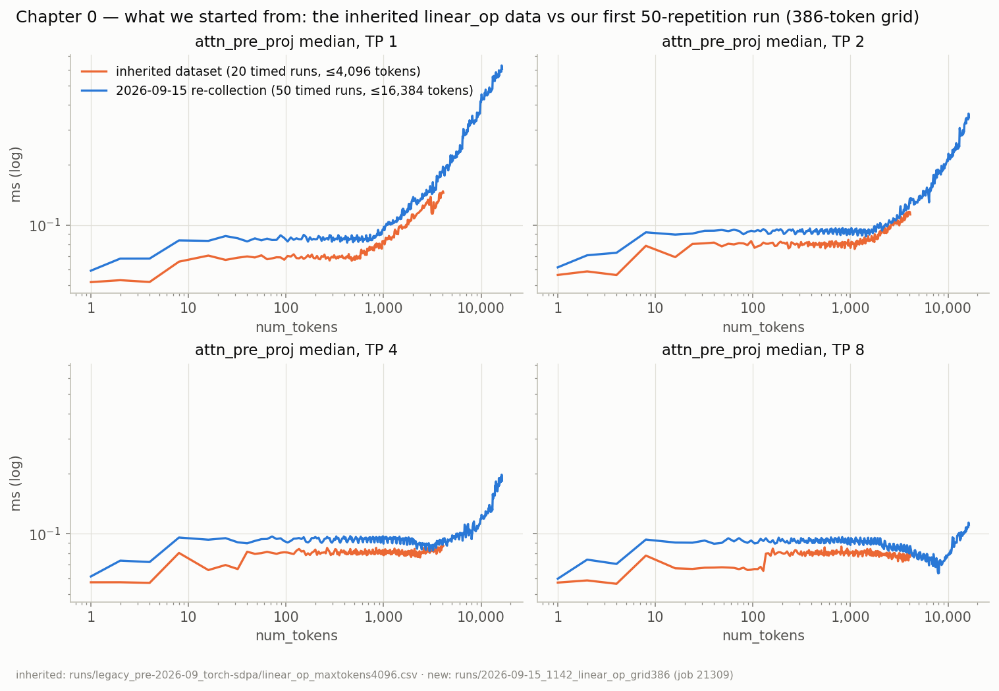 Chapter 0 — what we started from: the inherited linear_op data vs our first 50-repetition run (386-token grid)
attn_pre_proj median, TP 1
attn_pre_proj median, TP 2
inherited dataset (20 timed runs, ≤4,096 tokens)
2026-09-15 re-collection (50 timed runs, ≤16,384 tokens)
ms (log)
10⁻¹
1 10 100 1,000 10,000
1 10 100 1,000 10,000
num_tokens
num_tokens
attn_pre_proj median, TP 4
attn_pre_proj median, TP 8
ms (log)
10⁻¹
1 10 100 1,000 10,000
1 10 100 1,000 10,000
num_tokens
num_tokens
inherited: runs/legacy_pre-2026-09_torch-sdpa/linear_op_maxtokens4096.csv · new: runs/2026-09-15_1142_linear_op_grid386 (job 21309)